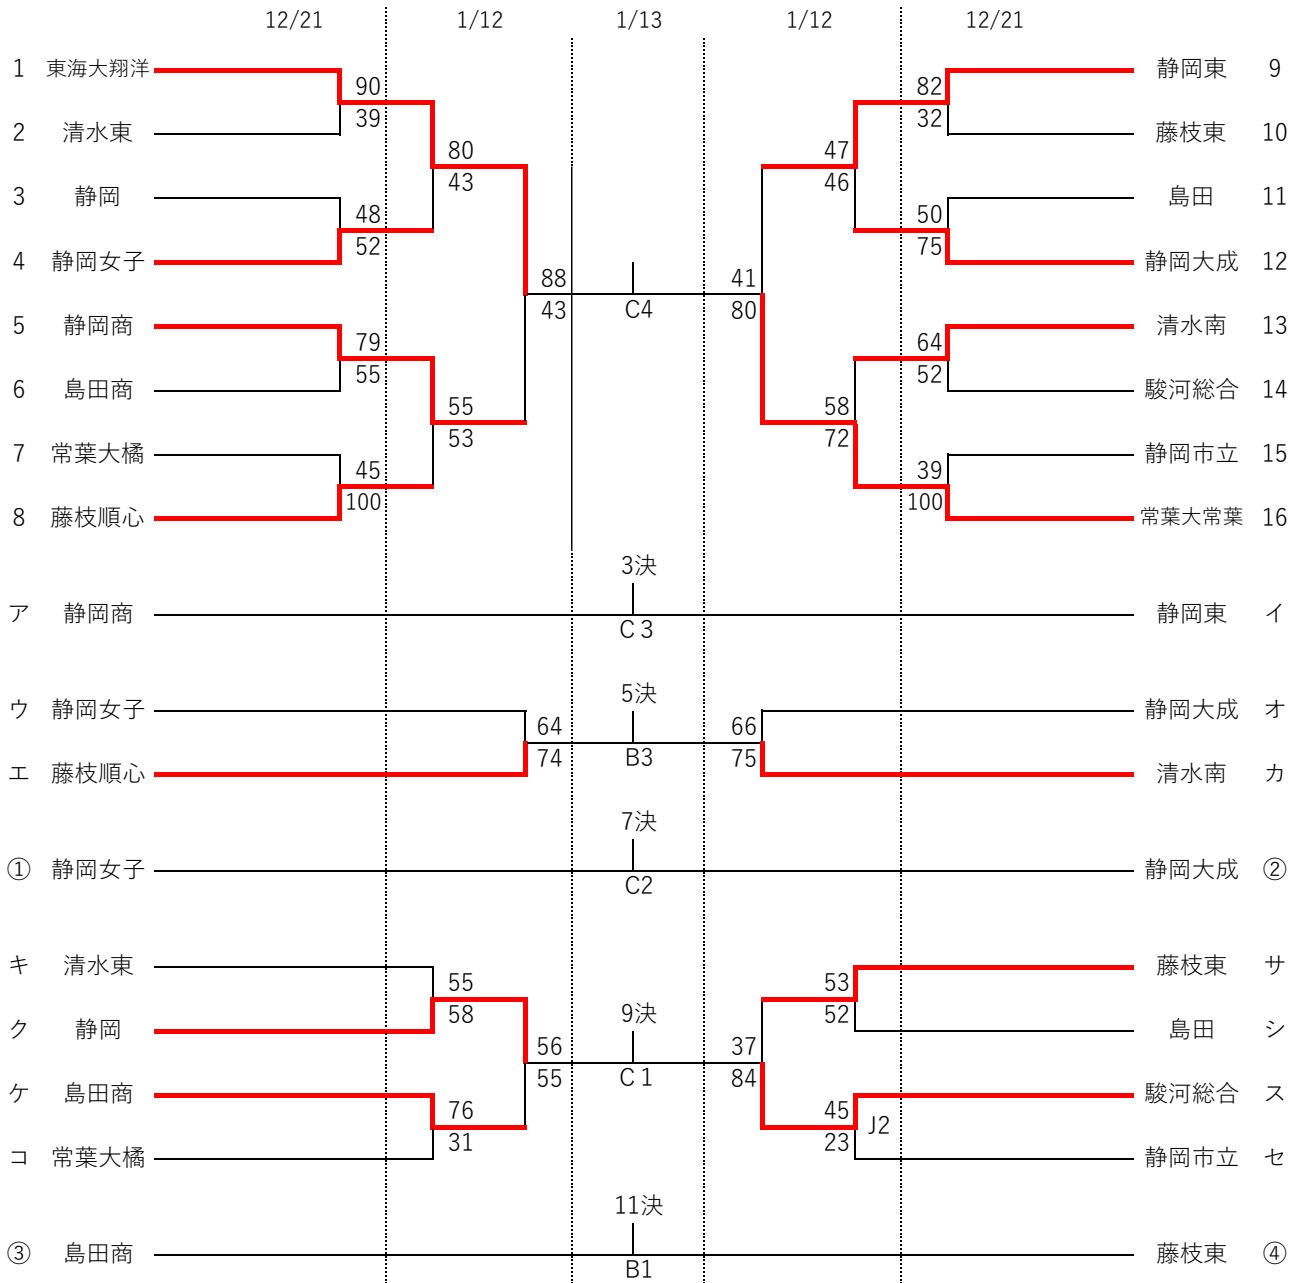 12/21 1/12 1/13 1/12 12/21
1 東海大翔洋 静岡東 9
90 82
39 32
2 清水東 藤枝東 10
80 47
43 46
3 静岡 島田 11
48 50
52 75
4 静岡女子 静岡大成 12
88 41
43 C4 80
5 静岡商 清水南 13
79 64
55 52
6 島田商 駿河総合 14
55 58
53 72
7 常葉大橘 静岡市立 15
45 39
100 100
8 藤枝順心 常葉大常葉 16
3決
ア 静岡商 静岡東 イ
C 3
5決
ウ 静岡女子 静岡大成 オ
64 66
74 B3 75
エ 藤枝順心 清水南 カ
7決
① 静岡女子 静岡大成 ②
C2
キ 清水東 藤枝東 サ
55 53
58 52
ク 静岡 9決 島田 シ
56 37
55 C 1 84
ケ 島田商 駿河総合 ス
76 45
31 23 J2
コ 常葉大橘 静岡市立 セ
11決
③ 島田商 藤枝東 ④
B1